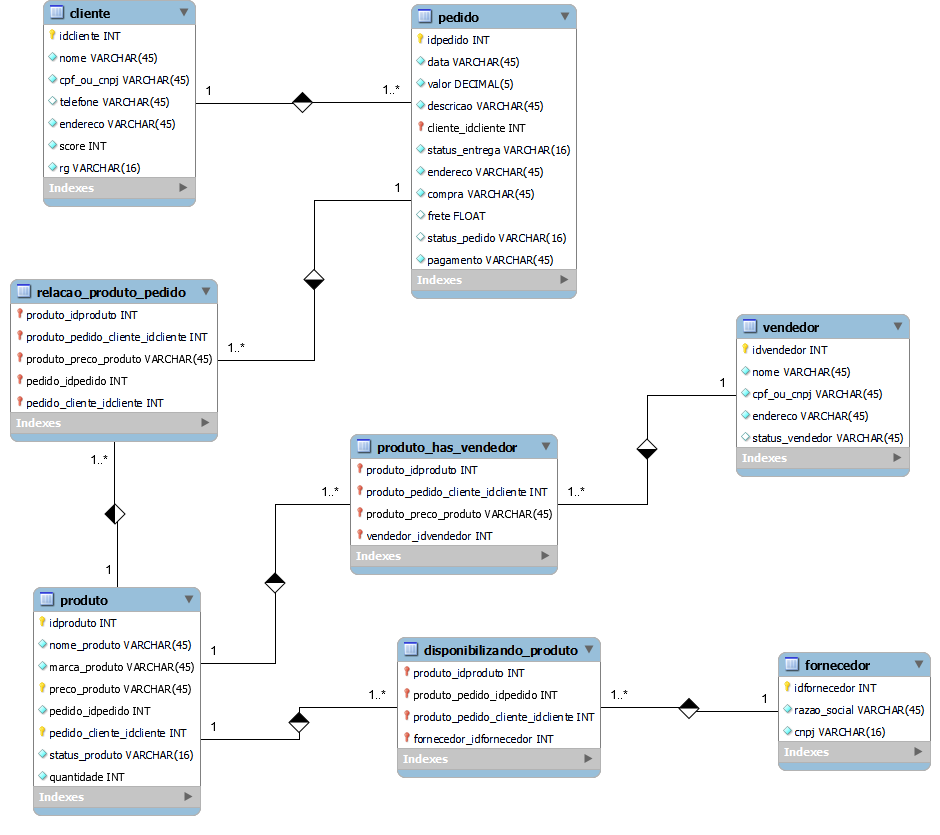 cliente
idcliente INT
nome VARCHAR(45)
cpf_ou_cnpj VARCHAR(45)
telefone VARCHAR(45)
endereco VARCHAR(45)
score INT
rg VARCHAR(16)
Indexes
1
1..*
pedido
idpedido INT
data VARCHAR(45)
valor DECIMAL(5)
descricao VARCHAR(45)
cliente_idcliente INT
status_entrega VARCHAR(16)
endereco VARCHAR(45)
compra VARCHAR(45)
frete FLOAT
status_pedido VARCHAR(16)
pagamento VARCHAR(45)
Indexes
1
relacao_produto_pedido
produto_idproduto INT
produto_pedido_cliente_idcliente INT
produto_preco_produto VARCHAR(45)
pedido_idpedido INT
pedido_cliente_idcliente INT
Indexes
1..*
1..*
1
vendedor
idvendedor INT
nome VARCHAR(45)
cpf_ou_cnpj VARCHAR(45)
endereco VARCHAR(45)
status_vendedor VARCHAR(45)
Indexes
1
produto_has_vendedor
produto_idproduto INT
produto_pedido_cliente_idcliente INT
produto_preco_produto VARCHAR(45)
vendedor_idvendedor INT
Indexes
1..*
1..*
produto
idproduto INT
nome_produto VARCHAR(45)
marca_produto VARCHAR(45)
preco_produto VARCHAR(45)
pedido_idpedido INT
pedido_cliente_idcliente INT
status_produto VARCHAR(16)
quantidade INT
Indexes
1
1
disponibilizando_produto
produto_idproduto INT
produto_pedido_idpedido INT
produto_pedido_cliente_idcliente INT
fornecedor_idfornecedor INT
Indexes
1..*
1..*
1
fornecedor
idfornecedor INT
razao_social VARCHAR(45)
cnpj VARCHAR(16)
Indexes